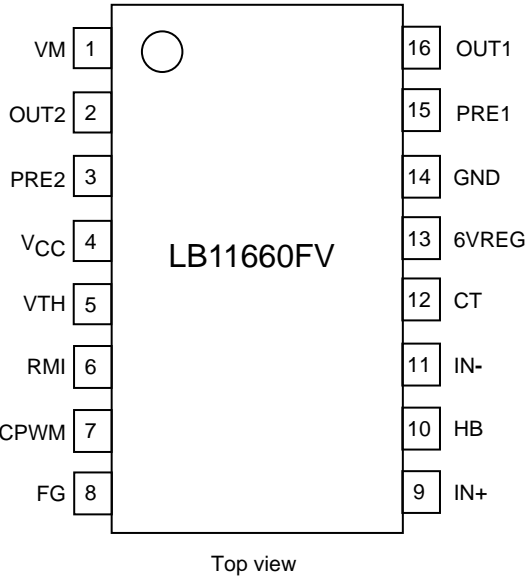 VM 1 16 OUT1
OUT2 2 15 PRE1
PRE2 3 14 GND
VCC 4 13 6VREG
LB11660FV
VTH 5 12 CT
RMI 6 11 IN-
CPWM 7 10 HB
FG 8 9 IN+
Top view